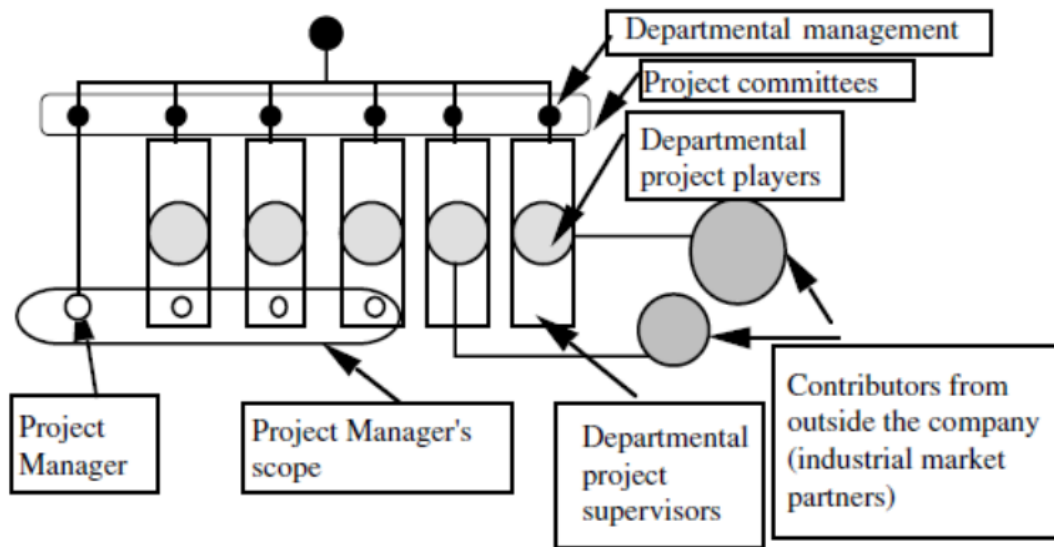 Departmental management
Project committees
Departmental
project players
Project
Manager
Project Manager's
scope
Departmental
project
supervisors
Contributors from
outside the company
(industrial market
partners)